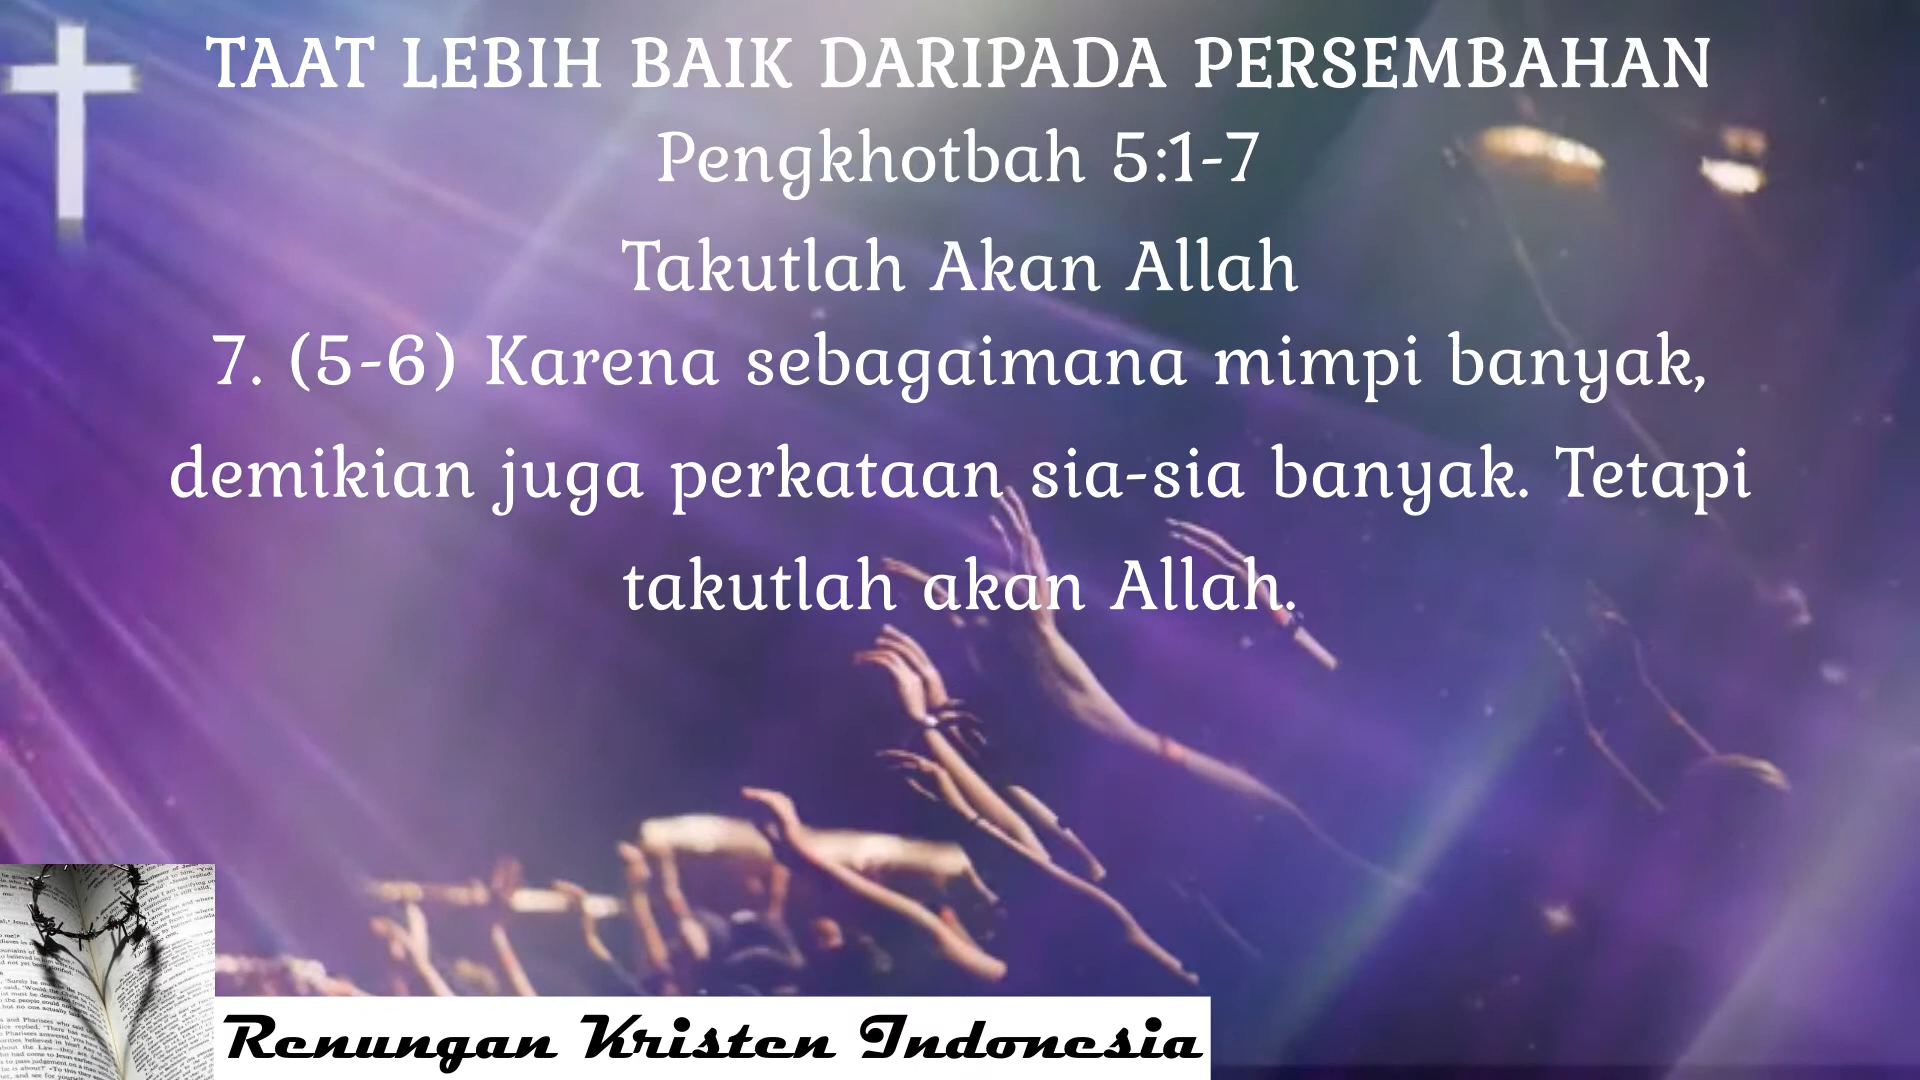 TAAT LEBIH BAIK DARIPADA PERSEMBAHAN
Pengkhotbah 5:1-7
Takutlah Akan Allah
7. (5-6) Karena sebagaimana mimpi banyak,
demikian juga perkataan sia-sia banyak. Tetapi
takutlah akan Allah.
Renungan Kristen Indonesia